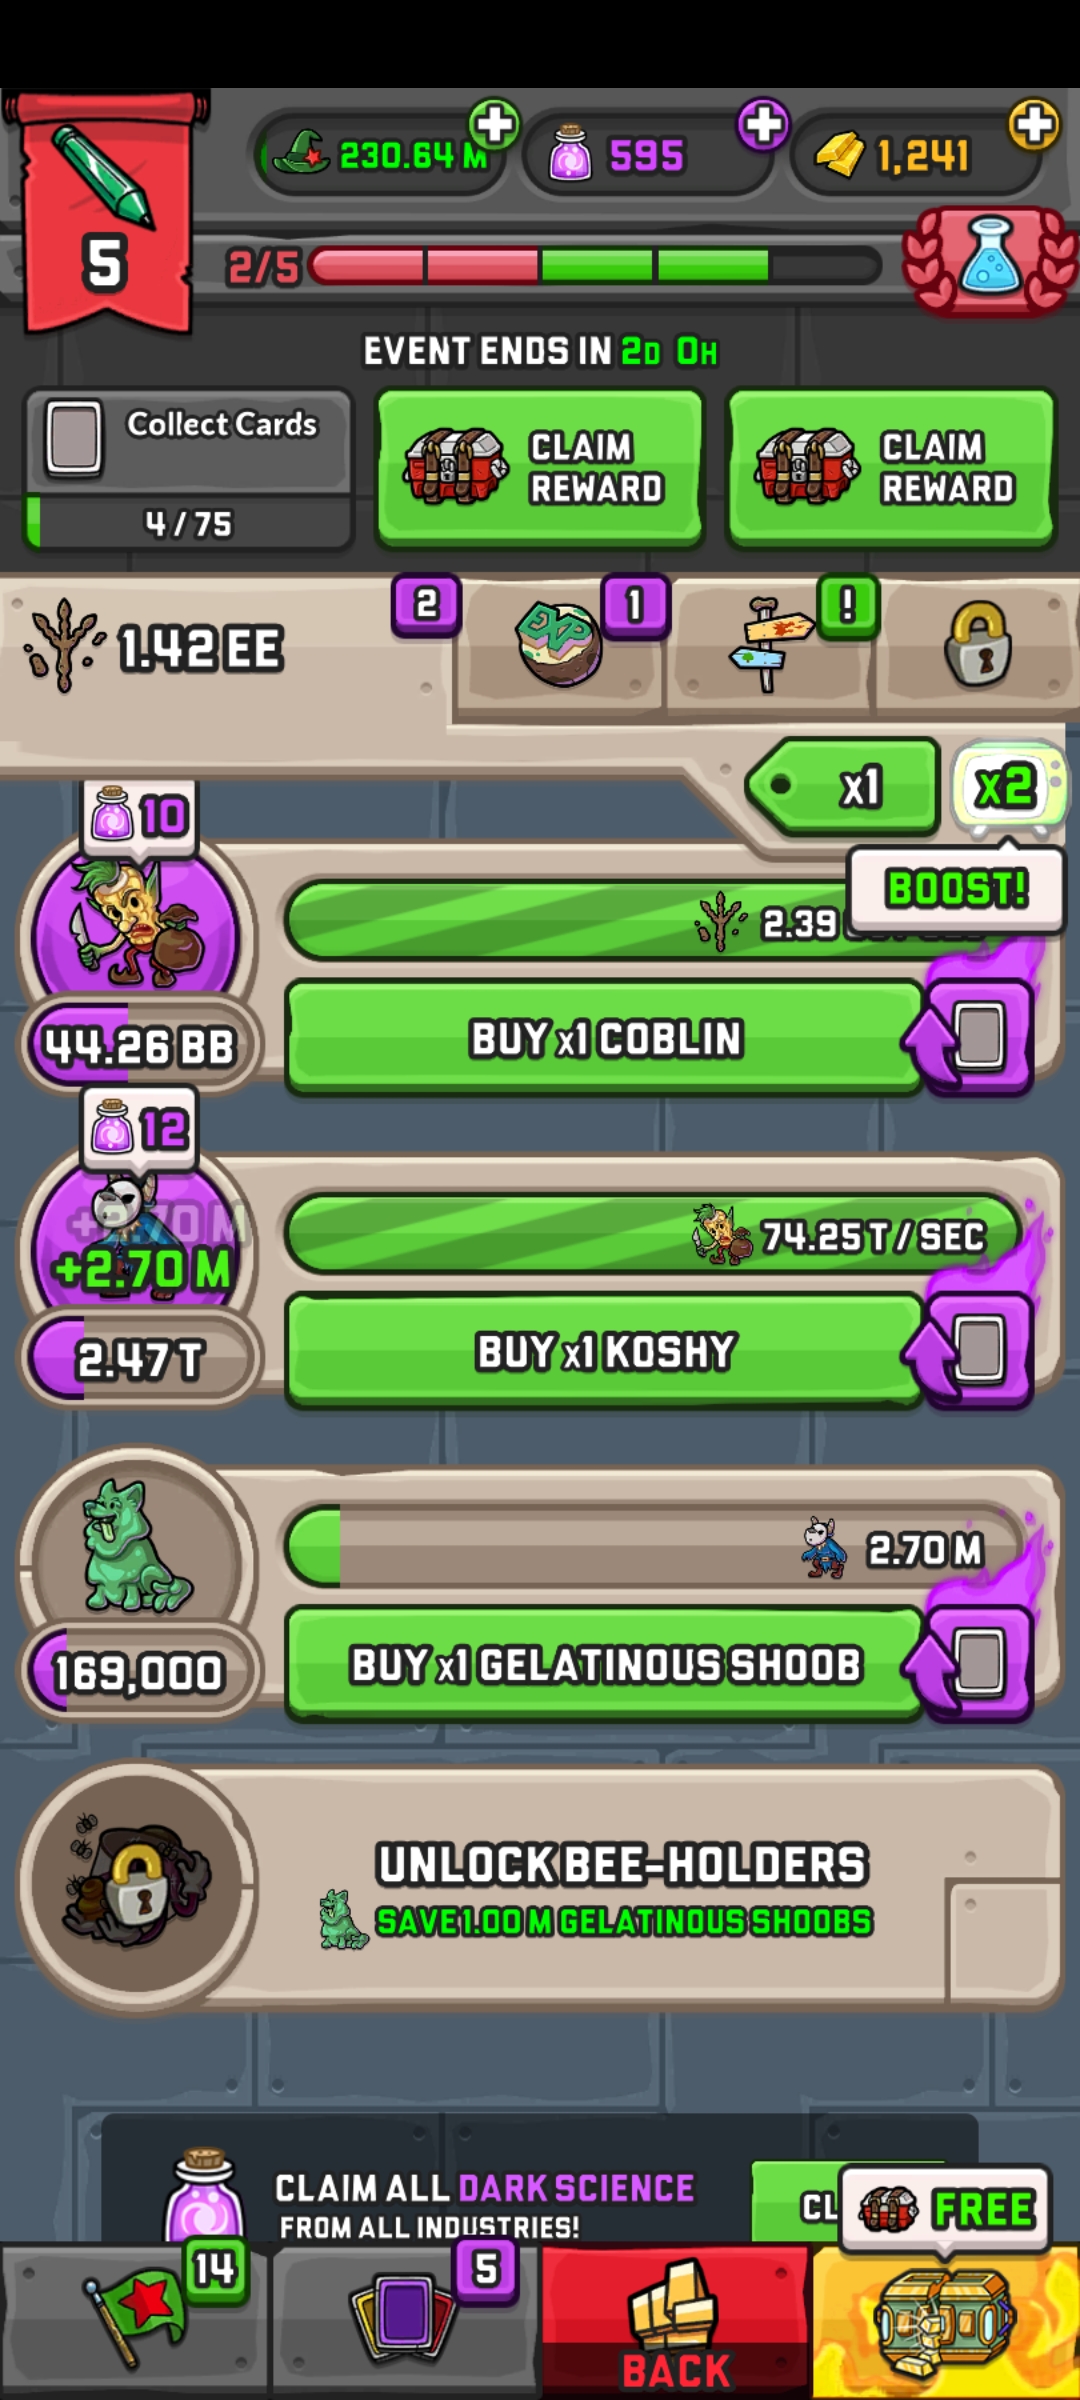 230.64 M
595
1,241
5
2/5
EVENT ENDS IN 2D 0H
Collect Cards
4 / 75
CLAIM
REWARD
CLAIM
REWARD
1.42 EE
2
EXP
1
!
x1
x2
BOOST!
10
2.39
44.26 BB
BUY x1 COBLIN
12
+2.70 M
+2.70 M
74.25 T / SEC
2.47 T
BUY x1 KOSHY
2.70 M
169,000
BUY x1 GELATINOUS SHOOB
UNLOCK BEE-HOLDERS
SAVE 1.00 M GELATINOUS SHOOBS
CLAIM ALL DARK SCIENCE
FROM ALL INDUSTRIES!
CL
FREE
14
5
BACK